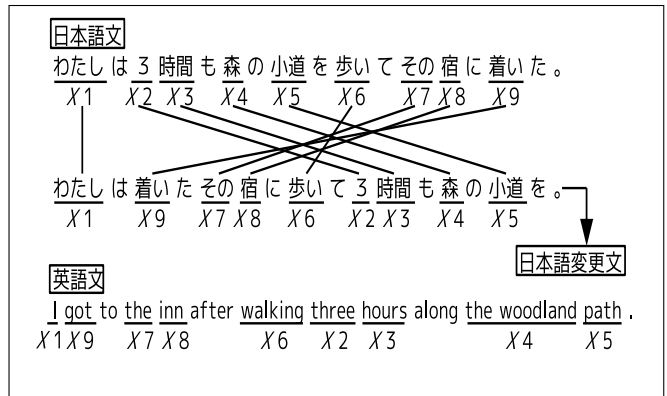 日本語文
わたし は 3 時間 も 森 の 小道 を 歩い て その 宿 に 着い た 。
X1 X2 X3 X4 X5 X6 X7 X8 X9
わたし は 着い た その 宿 に 歩い て 3 時間 も 森 の 小道 を 。
X1 X9 X7 X8 X6 X2 X3 X4 X5
日本語変更文
英語文
I got to the inn after walking three hours along the woodland path .
X1 X9 X7 X8 X6 X2 X3 X4 X5